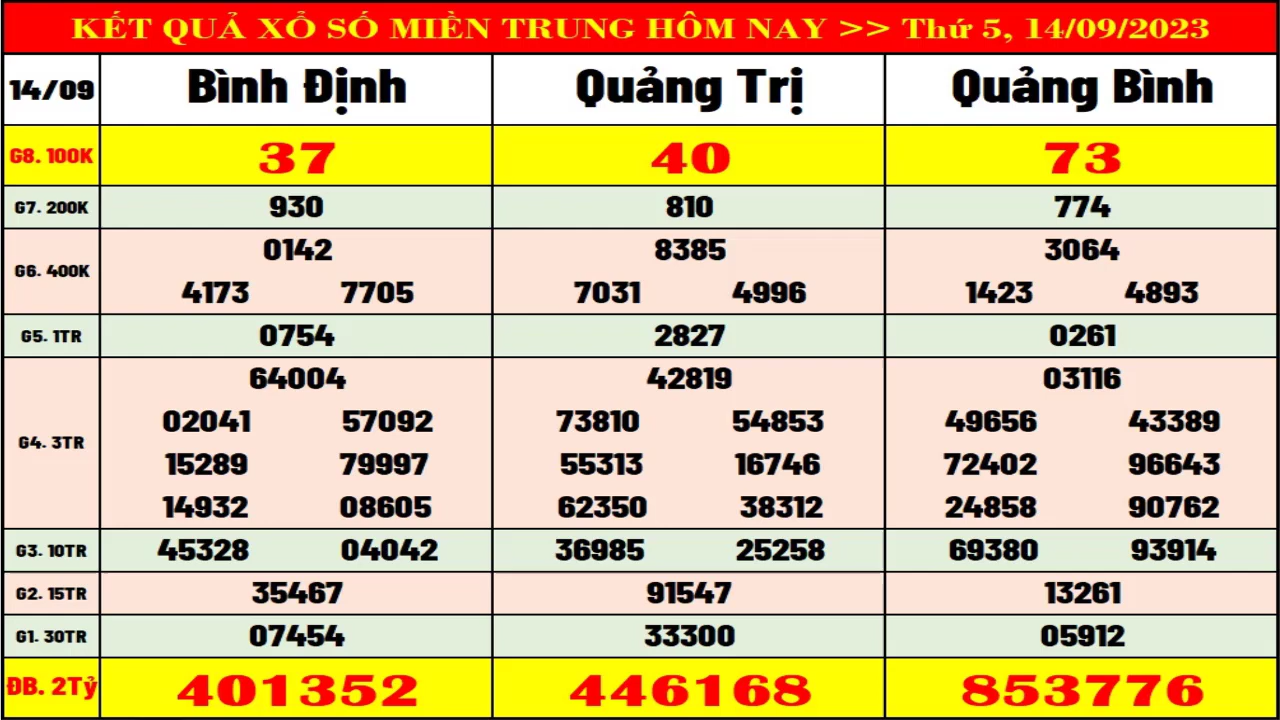 KẾT QUẢ XỔ SỐ MIỀN TRUNG HÔM NAY >> Thứ 5, 14/09/2023
14/09 Bình Định Quảng Trị Quảng Bình
G8. 100K 37 40 73
G7. 200K 930 810 774
0142 8385 3064
G6. 400K
4173 7705 7031 4996 1423 4893
G5. 1TR 0754 2827 0261
64004 42819 03116
02041 57092 73810 54853 49656 43389
G4. 3TR
15289 79997 55313 16746 72402 96643
14932 08605 62350 38312 24858 90762
G3. 10TR 45328 04042 36985 25258 69380 93914
G2. 15TR 35467 91547 13261
G1. 30TR 07454 33300 05912
ĐB. 2Tỷ 401352 446168 853776